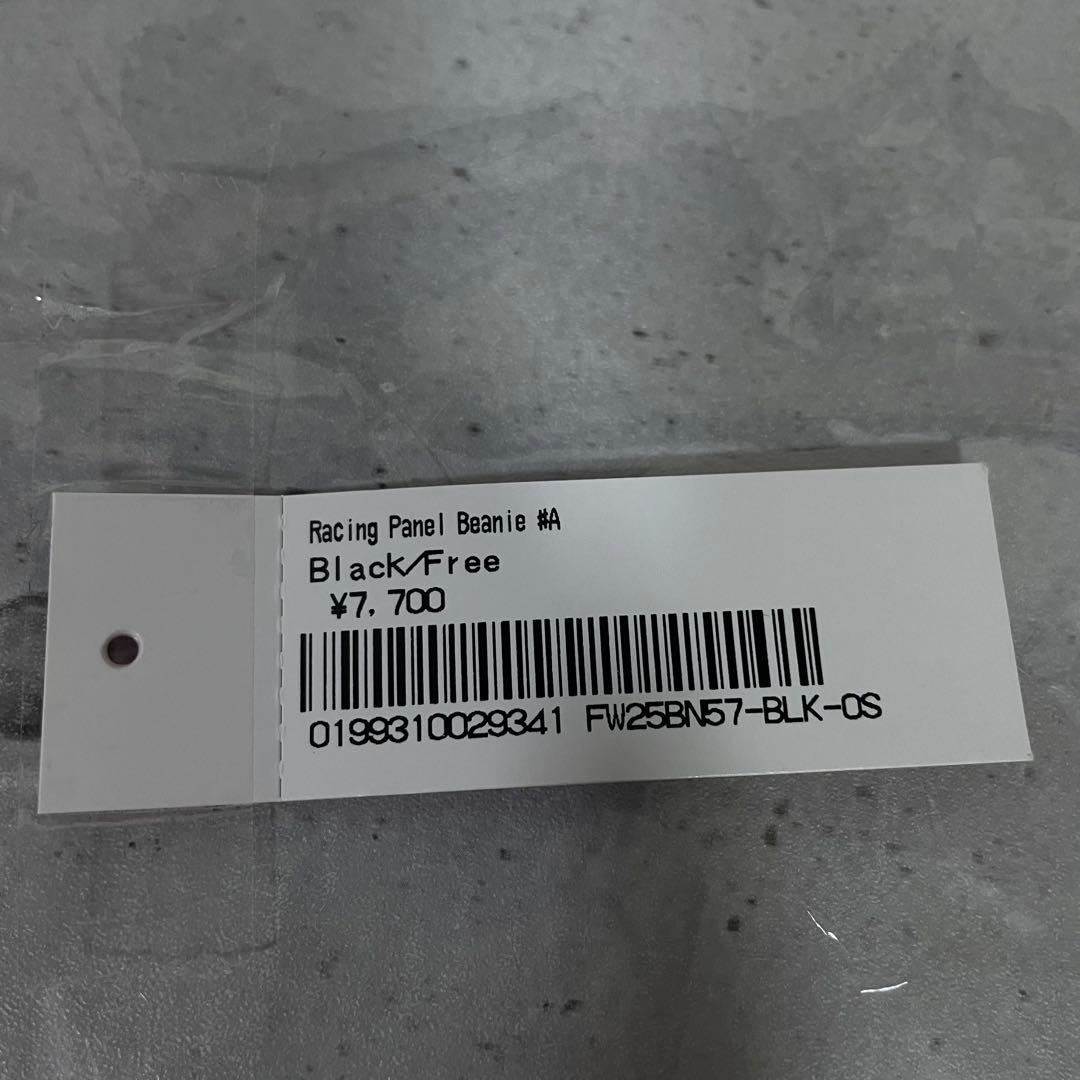 Racing Panel Beanie #A
Black/Free
¥7,700
0199310029341 FW25BN57-BLK-OS